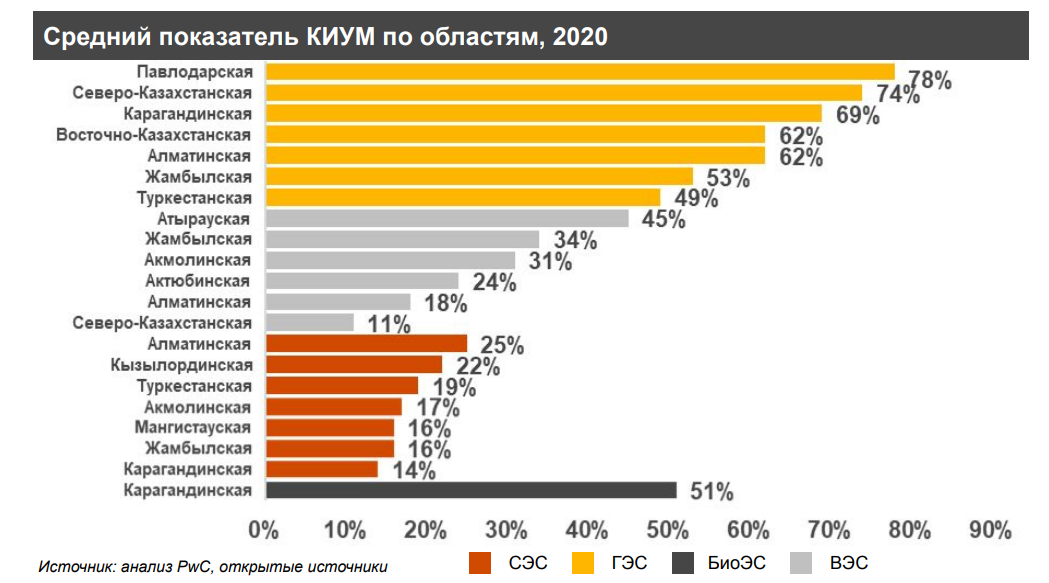 Средний показатель КИУМ по областям, 2020
Павлодарская 78%
Северо-Казахстанская 74%
Карагандинская 69%
Восточно-Казахстанская 62%
Алматинская 62%
Жамбылская 53%
Туркестанская 49%
Атырауская 45%
Жамбылская 34%
Акмолинская 31%
Актюбинская 24%
Алматинская 18%
Северо-Казахстанская 11%
Алматинская 25%
Кызылординская 22%
Туркестанская 19%
Акмолинская 17%
Мангистауская 16%
Жамбылская 16%
Карагандинская 14%
Карагандинская 51%
0% 10% 20% 30% 40% 50% 60% 70% 80% 90%
СЭС ГЭС БиоЭС ВЭС
Источник: анализ PwC, открытые источники